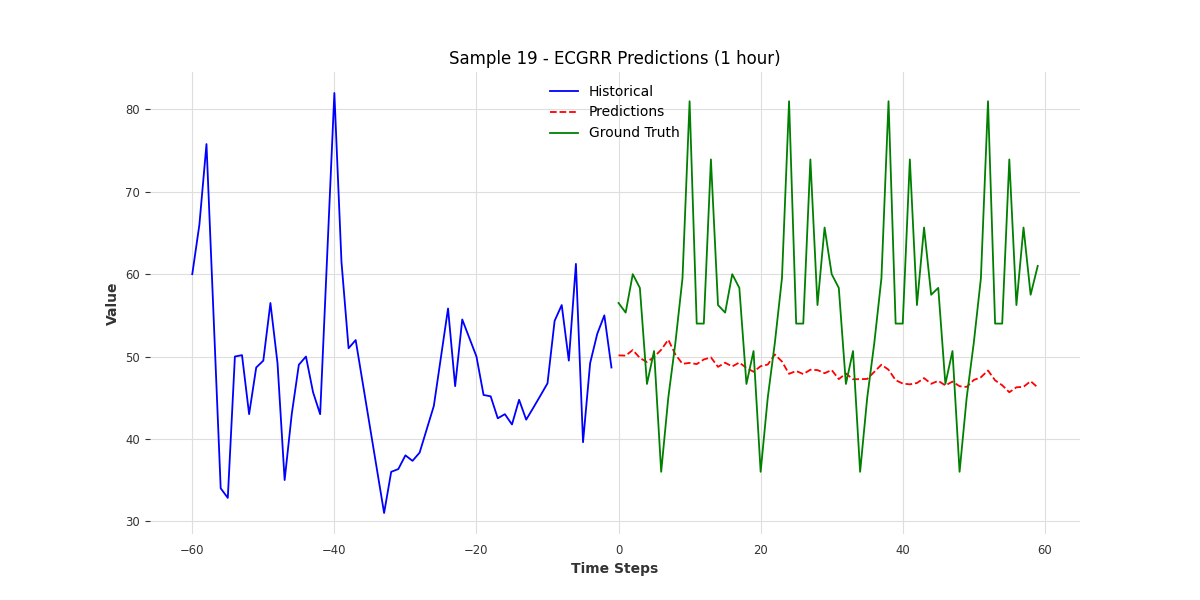 Sample 19 - ECGRR Predictions (1 hour)
Historical
Predictions
Ground Truth
Value
80
70
60
50
40
30
−60
−40
−20
0
20
40
60
Time Steps